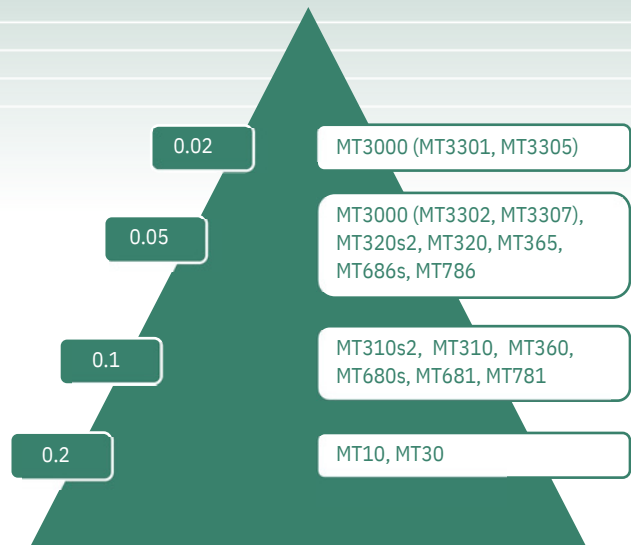 0.02
MT3000 (MT3301, MT3305)
0.05
MT3000 (MT3302, MT3307),
MT320s2, MT320, MT365,
MT686s, MT786
0.1
MT310s2, MT310, MT360,
MT680s, MT681, MT781
0.2
MT10, MT30